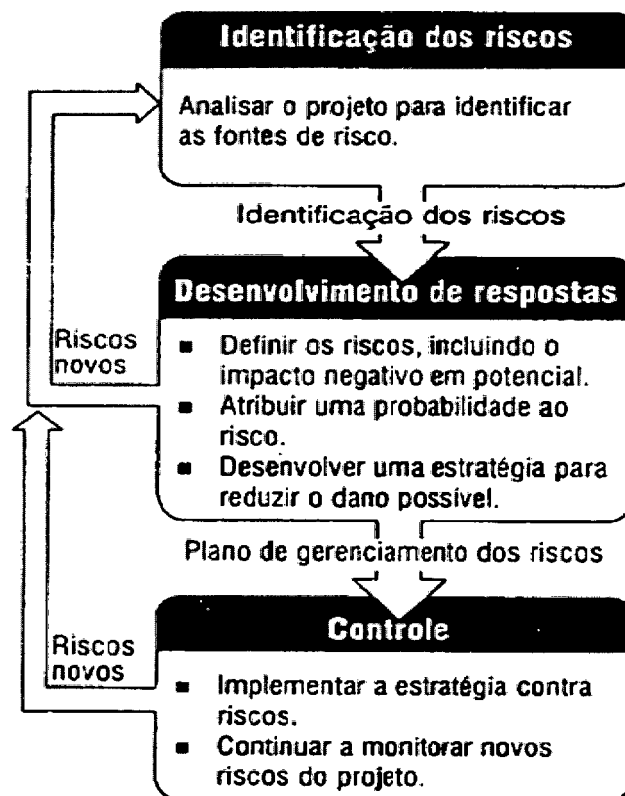 Identificação dos riscos
Analisar o projeto para identificar
as fontes de risco.
Identificação dos riscos
Desenvolvimento de respostas
Riscos
novos
■ Definir os riscos, incluindo o
impacto negativo em potencial.
■ Atribuir uma probabilidade ao
risco.
■ Desenvolver uma estratégia para
reduzir o dano possível.
Plano de gerenciamento dos riscos
Controle
Riscos
novos
■ Implementar a estratégia contra
riscos.
■ Continuar a monitorar novos
riscos do projeto.